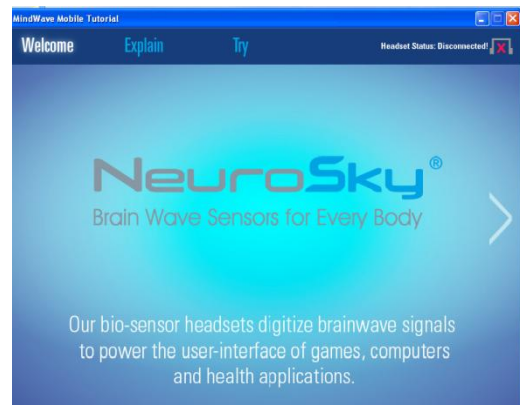 MindWave Mobile Tutorial
Welcome Explain Try Headset Status: Disconnected!
NeuroSky®
Brain Wave Sensors for Every Body
Our bio-sensor headsets digitize brainwave signals
to power the user-interface of games, computers
and health applications.